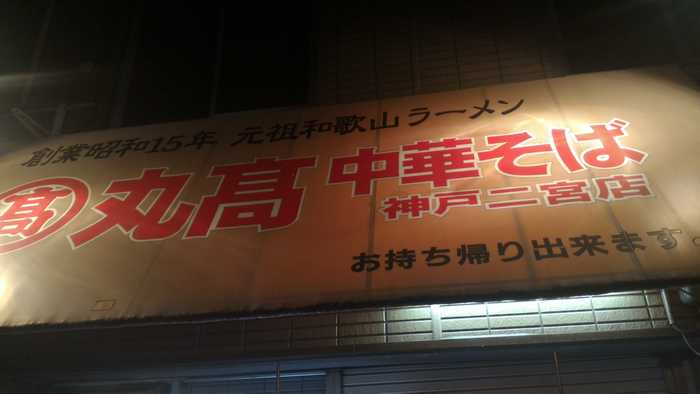 創業昭和15年 元祖和歌山ラーメン
髙 丸髙 中華そば
神戸二宮店
お持ち帰り出来ます。